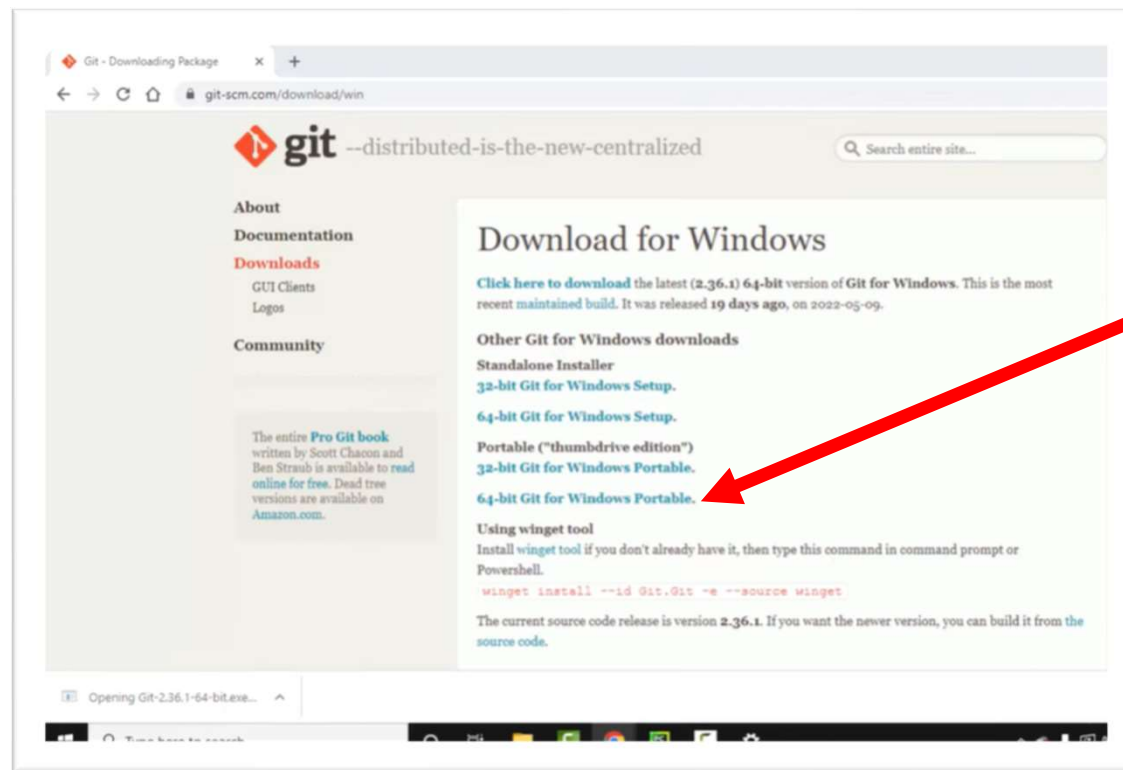 Git - Downloading Package
git-scm.com/download/win
git --distributed-is-the-new-centralized
Search entire site...
About
Documentation
Downloads
GUI Clients
Logos
Community
The entire Pro Git book
written by Scott Chacon and
Ben Straub is available to read
online for free. Dead tree
versions are available on
Amazon.com.
Download for Windows
Click here to download the latest (2.36.1) 64-bit version of Git for Windows. This is the most
recent maintained build. It was released 19 days ago, on 2022-05-09.
Other Git for Windows downloads
Standalone Installer
32-bit Git for Windows Setup.
64-bit Git for Windows Setup.
Portable ("thumbdrive edition")
32-bit Git for Windows Portable.
64-bit Git for Windows Portable.
Using winget tool
Install winget tool if you don't already have it, then type this command in command prompt or
Powershell.
winget install --id Git.Git -e --source winget
The current source code release is version 2.36.1. If you want the newer version, you can build it from the
source code.
Opening Git-2.36.1-64-bit.exe...
Type here to search